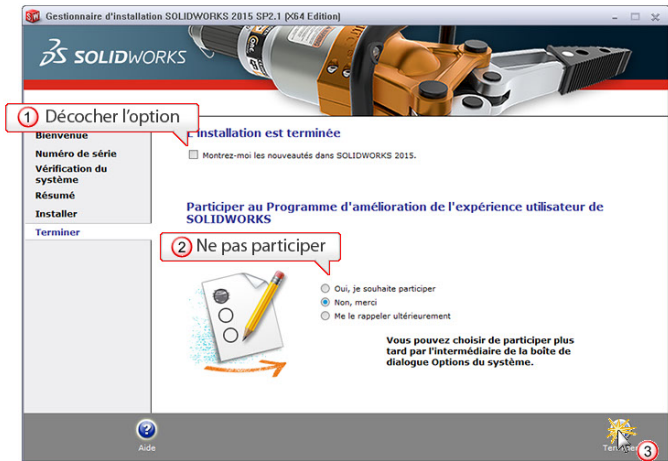 Gestionnaire d'installation SOLIDWORKS 2015 SP2.1 (X64 Edition)
SOLIDWORKS
1 Décocher l'option
Bienvenue
Numéro de série
Vérification du
système
Résumé
Installer
Terminer
L'installation est terminée
Montrez-moi les nouveautés dans SOLIDWORKS 2015.
Participer au Programme d'amélioration de l'expérience utilisateur de
SOLIDWORKS
2 Ne pas participer
Oui, je souhaite participer
Non, merci
Me le rappeler ultérieurement
Vous pouvez choisir de participer plus
tard par l'intermédiaire de la boîte de
dialogue Options du système.
Aide
Terminer
3